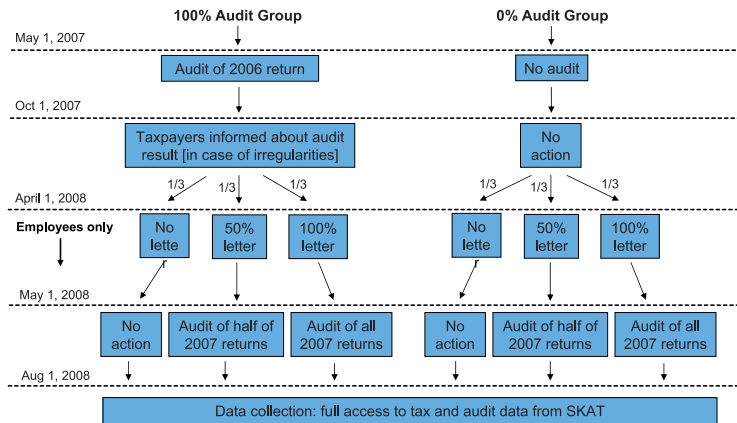 100% Audit Group
0% Audit Group
May 1, 2007
Audit of 2006 return
No audit
Oct 1, 2007
Taxpayers informed about audit
result [in case of irregularities]
No
action
1/3
1/3
1/3
1/3
1/3
1/3
April 1, 2008
Employees only
No
lette
r
50%
letter
100%
letter
No
lette
r
50%
letter
100%
letter
May 1, 2008
No
action
Audit of half of
2007 returns
Audit of all
2007 returns
No
action
Audit of half of
2007 returns
Audit of all
2007 returns
Aug 1, 2008
Data collection: full access to tax and audit data from SKAT